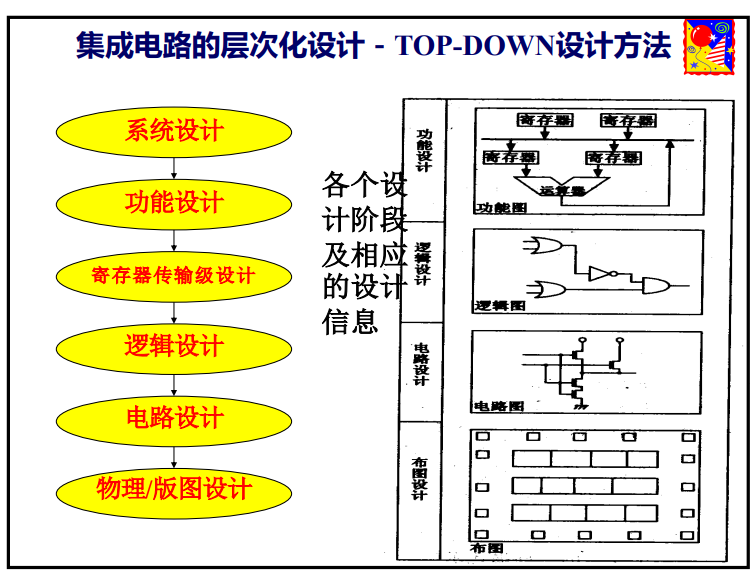 集成电路的层次化设计－TOP-DOWN设计方法
系统设计
功能设计
寄存器传输级设计
逻辑设计
电路设计
物理/版图设计
各个设
计阶段
及相应
的设计
信息
功能设计
寄存器 寄存器
寄存器 寄存器
运算器
功能图
逻辑设计
逻辑图
电路设计
电路图
布图设计
布图